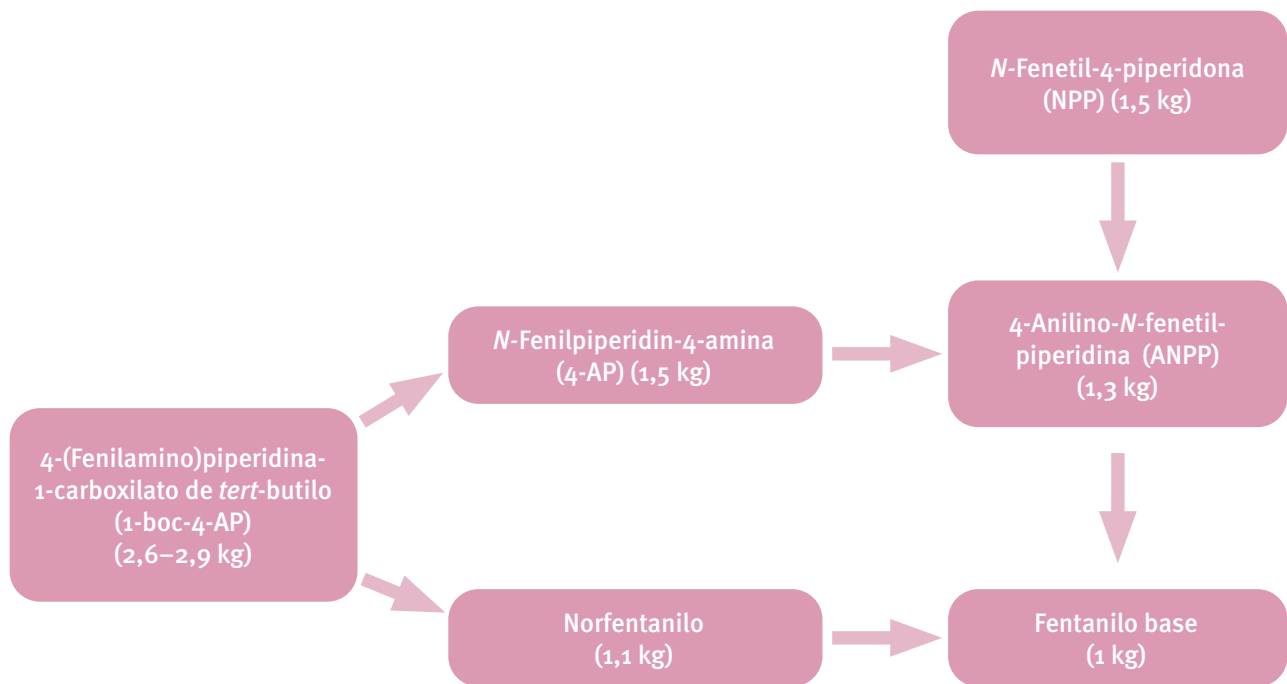 N-Fenetil-4-piperidona
(NPP) (1,5 kg)
N-Fenilpiperidin-4-amina
(4-AP) (1,5 kg)
4-Anilino-N-fenetil-
piperidina (ANPP)
(1,3 kg)
4-(Fenilamino)piperidina-
1-carboxilato de tert-butilo
(1-boc-4-AP)
(2,6–2,9 kg)
Norfentanilo
(1,1 kg)
Fentanilo base
(1 kg)